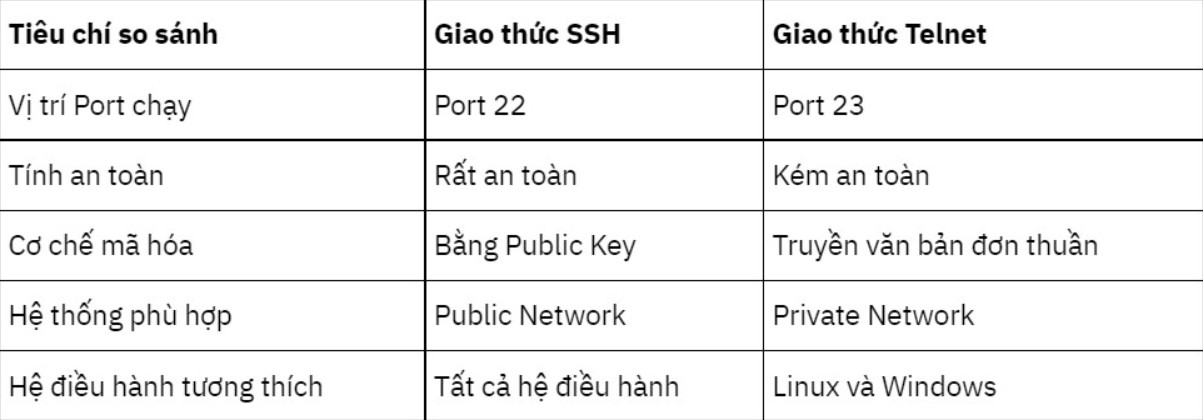 Tiêu chí so sánh Giao thức SSH Giao thức Telnet
Vị trí Port chạy Port 22 Port 23
Tính an toàn Rất an toàn Kém an toàn
Cơ chế mã hóa Bằng Public Key Truyền văn bản đơn thuần
Hệ thống phù hợp Public Network Private Network
Hệ điều hành tương thích Tất cả hệ điều hành Linux và Windows